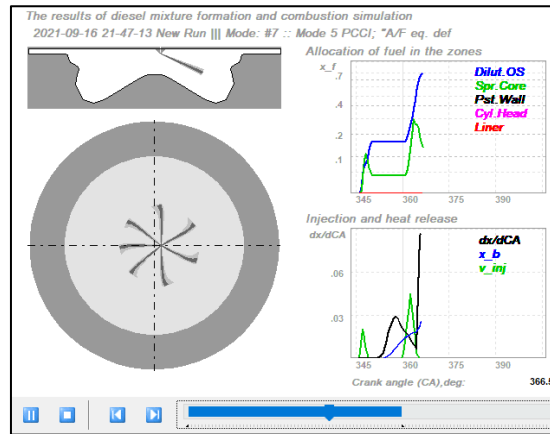 The results of diesel mixture formation and combustion simulation
2021-09-16 21-47-13 New Run ||| Mode: #7 :: Mode 5 PCCI; "A/F eq. def
Allocation of fuel in the zones
x_f
.7
.4
.2
.1
Dilut.OS
Spr.Core
Pst.Wall
Cyl.Head
Liner
345 360 375 390
Injection and heat release
dx/dCA
.06
.03
dx/dCA
x_b
v_inj
345 360 375 390
Crank angle (CA),deg: